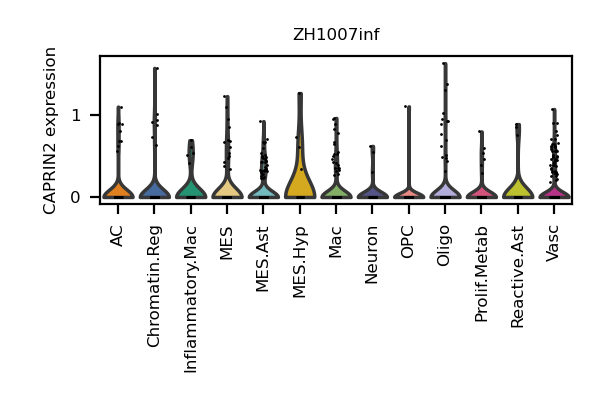 ZH1007inf
CAPRIN2 expression
1
0
AC
Chromatin.Reg
Inflammatory.Mac
MES
MES.Ast
MES.Hyp
Mac
Neuron
OPC
Oligo
Prolif.Metab
Reactive.Ast
Vasc